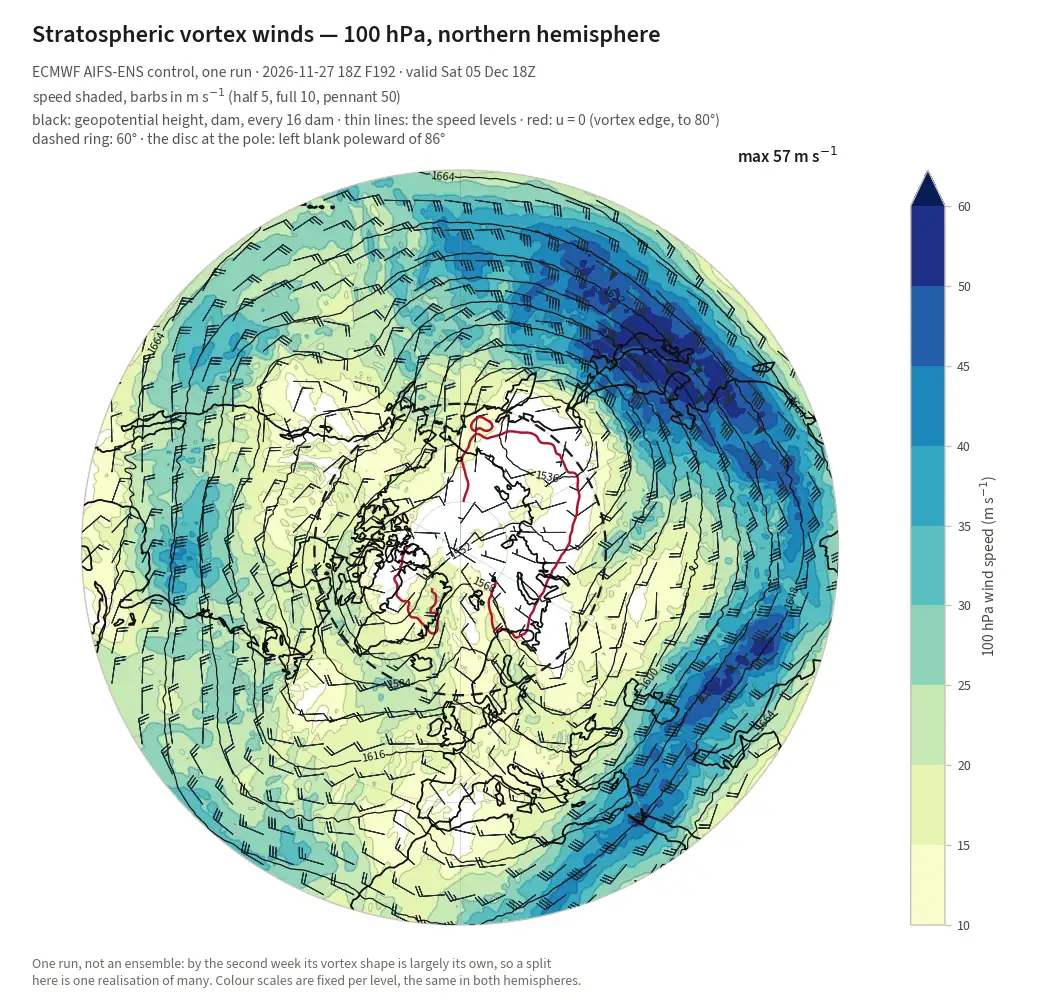 Stratospheric vortex winds — 100 hPa, northern hemisphere
ECMWF AIFS-ENS control, one run · 2026-11-27 18Z F192 · valid Sat 05 Dec 18Z
speed shaded, barbs in m s−1 (half 5, full 10, pennant 50)
black: geopotential height, dam, every 16 dam · thin lines: the speed levels · red: u = 0 (vortex edge, to 80°)
dashed ring: 60° · the disc at the pole: left blank poleward of 86°
max 57 m s−1
1664
60
1632
50
1664
45
40
1536
100 hPa wind speed (m s−1)
35
1552
1568
1648
30
1600
1584
25
1664
1616
20
15
10
One run, not an ensemble: by the second week its vortex shape is largely its own, so a split
here is one realisation of many. Colour scales are fixed per level, the same in both hemispheres.